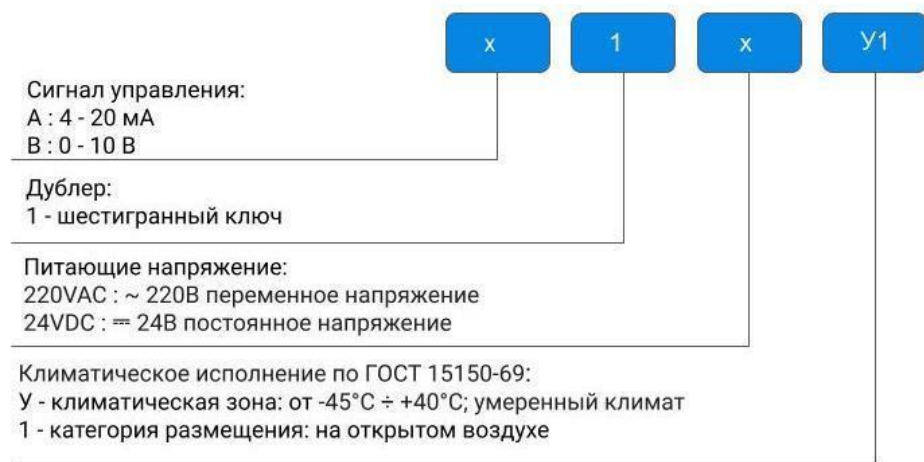 х 1 х У1
Сигнал управления:
А : 4 - 20 мА
В : 0 - 10 В
Дублер:
1 - шестигранный ключ
Питающие напряжение:
220VAC : ~ 220В переменное напряжение
24VDC : ⎓ 24В постоянное напряжение
Климатическое исполнение по ГОСТ 15150-69:
У - климатическая зона: от -45°С ÷ +40°С; умеренный климат
1 - категория размещения: на открытом воздухе